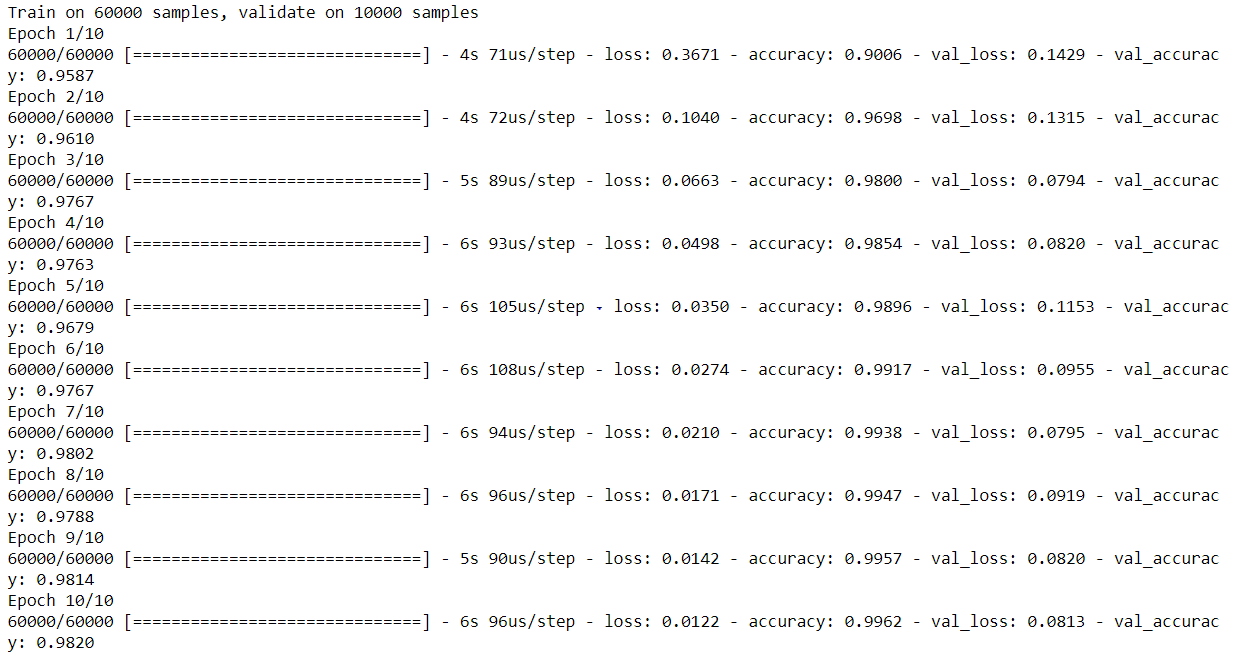 Train on 60000 samples, validate on 10000 samples
Epoch 1/10
60000/60000 [==============================] - 4s 71us/step - loss: 0.3671 - accuracy: 0.9006 - val_loss: 0.1429 - val_accurac
y: 0.9587
Epoch 2/10
60000/60000 [==============================] - 4s 72us/step - loss: 0.1040 - accuracy: 0.9698 - val_loss: 0.1315 - val_accurac
y: 0.9610
Epoch 3/10
60000/60000 [==============================] - 5s 89us/step - loss: 0.0663 - accuracy: 0.9800 - val_loss: 0.0794 - val_accurac
y: 0.9767
Epoch 4/10
60000/60000 [==============================] - 6s 93us/step - loss: 0.0498 - accuracy: 0.9854 - val_loss: 0.0820 - val_accurac
y: 0.9763
Epoch 5/10
60000/60000 [==============================] - 6s 105us/step - loss: 0.0350 - accuracy: 0.9896 - val_loss: 0.1153 - val_accurac
y: 0.9679
Epoch 6/10
60000/60000 [==============================] - 6s 108us/step - loss: 0.0274 - accuracy: 0.9917 - val_loss: 0.0955 - val_accurac
y: 0.9767
Epoch 7/10
60000/60000 [==============================] - 6s 94us/step - loss: 0.0210 - accuracy: 0.9938 - val_loss: 0.0795 - val_accurac
y: 0.9802
Epoch 8/10
60000/60000 [==============================] - 6s 96us/step - loss: 0.0171 - accuracy: 0.9947 - val_loss: 0.0919 - val_accurac
y: 0.9788
Epoch 9/10
60000/60000 [==============================] - 5s 90us/step - loss: 0.0142 - accuracy: 0.9957 - val_loss: 0.0820 - val_accurac
y: 0.9814
Epoch 10/10
60000/60000 [==============================] - 6s 96us/step - loss: 0.0122 - accuracy: 0.9962 - val_loss: 0.0813 - val_accurac
y: 0.9820